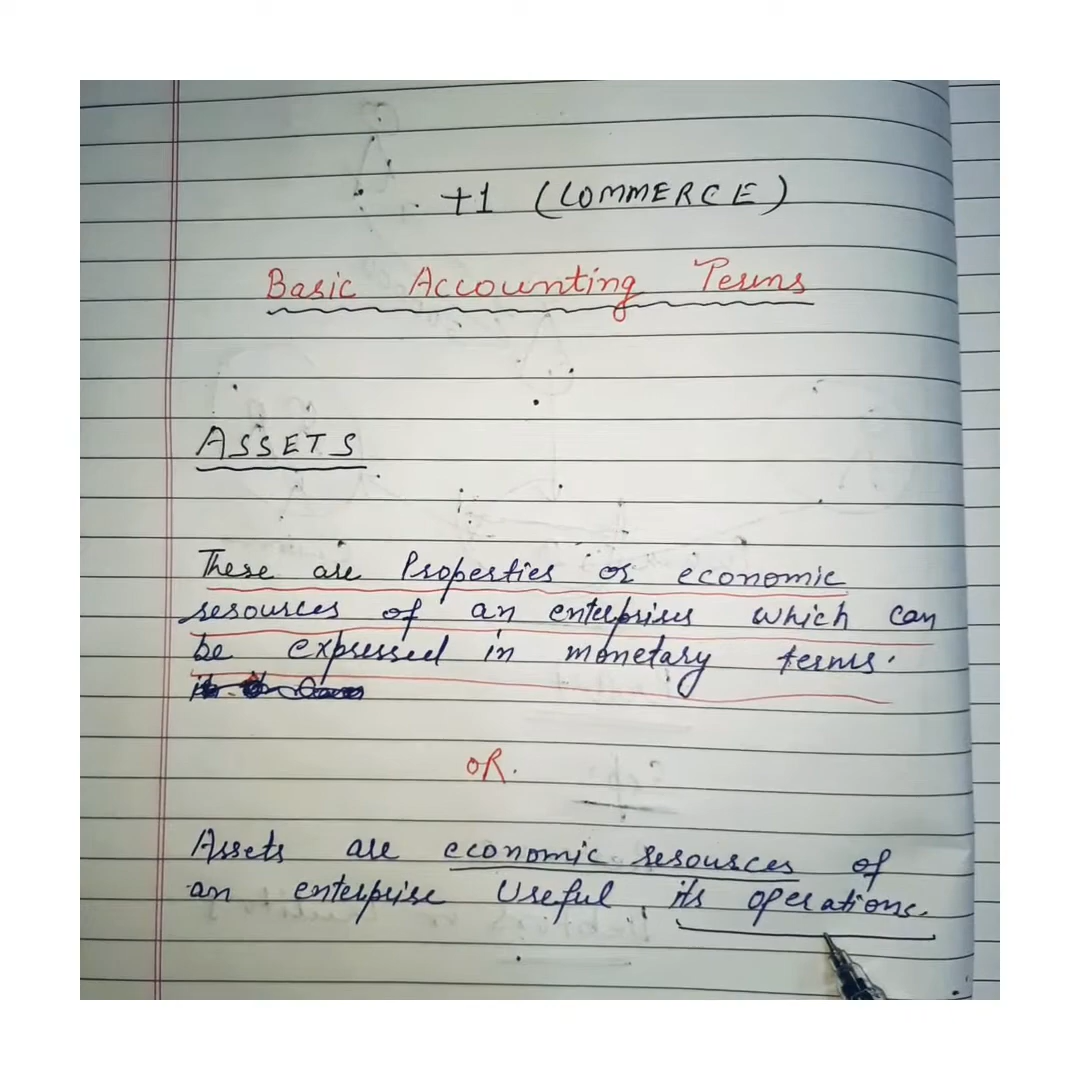 +1 (COMMERCE)
Basic Accounting Terms
ASSETS
These are Properties or economic
resources of an enterprises which can
be expressed in monetary terms.
OR.
Assets are economic resources of
an enterprise Useful its operations.